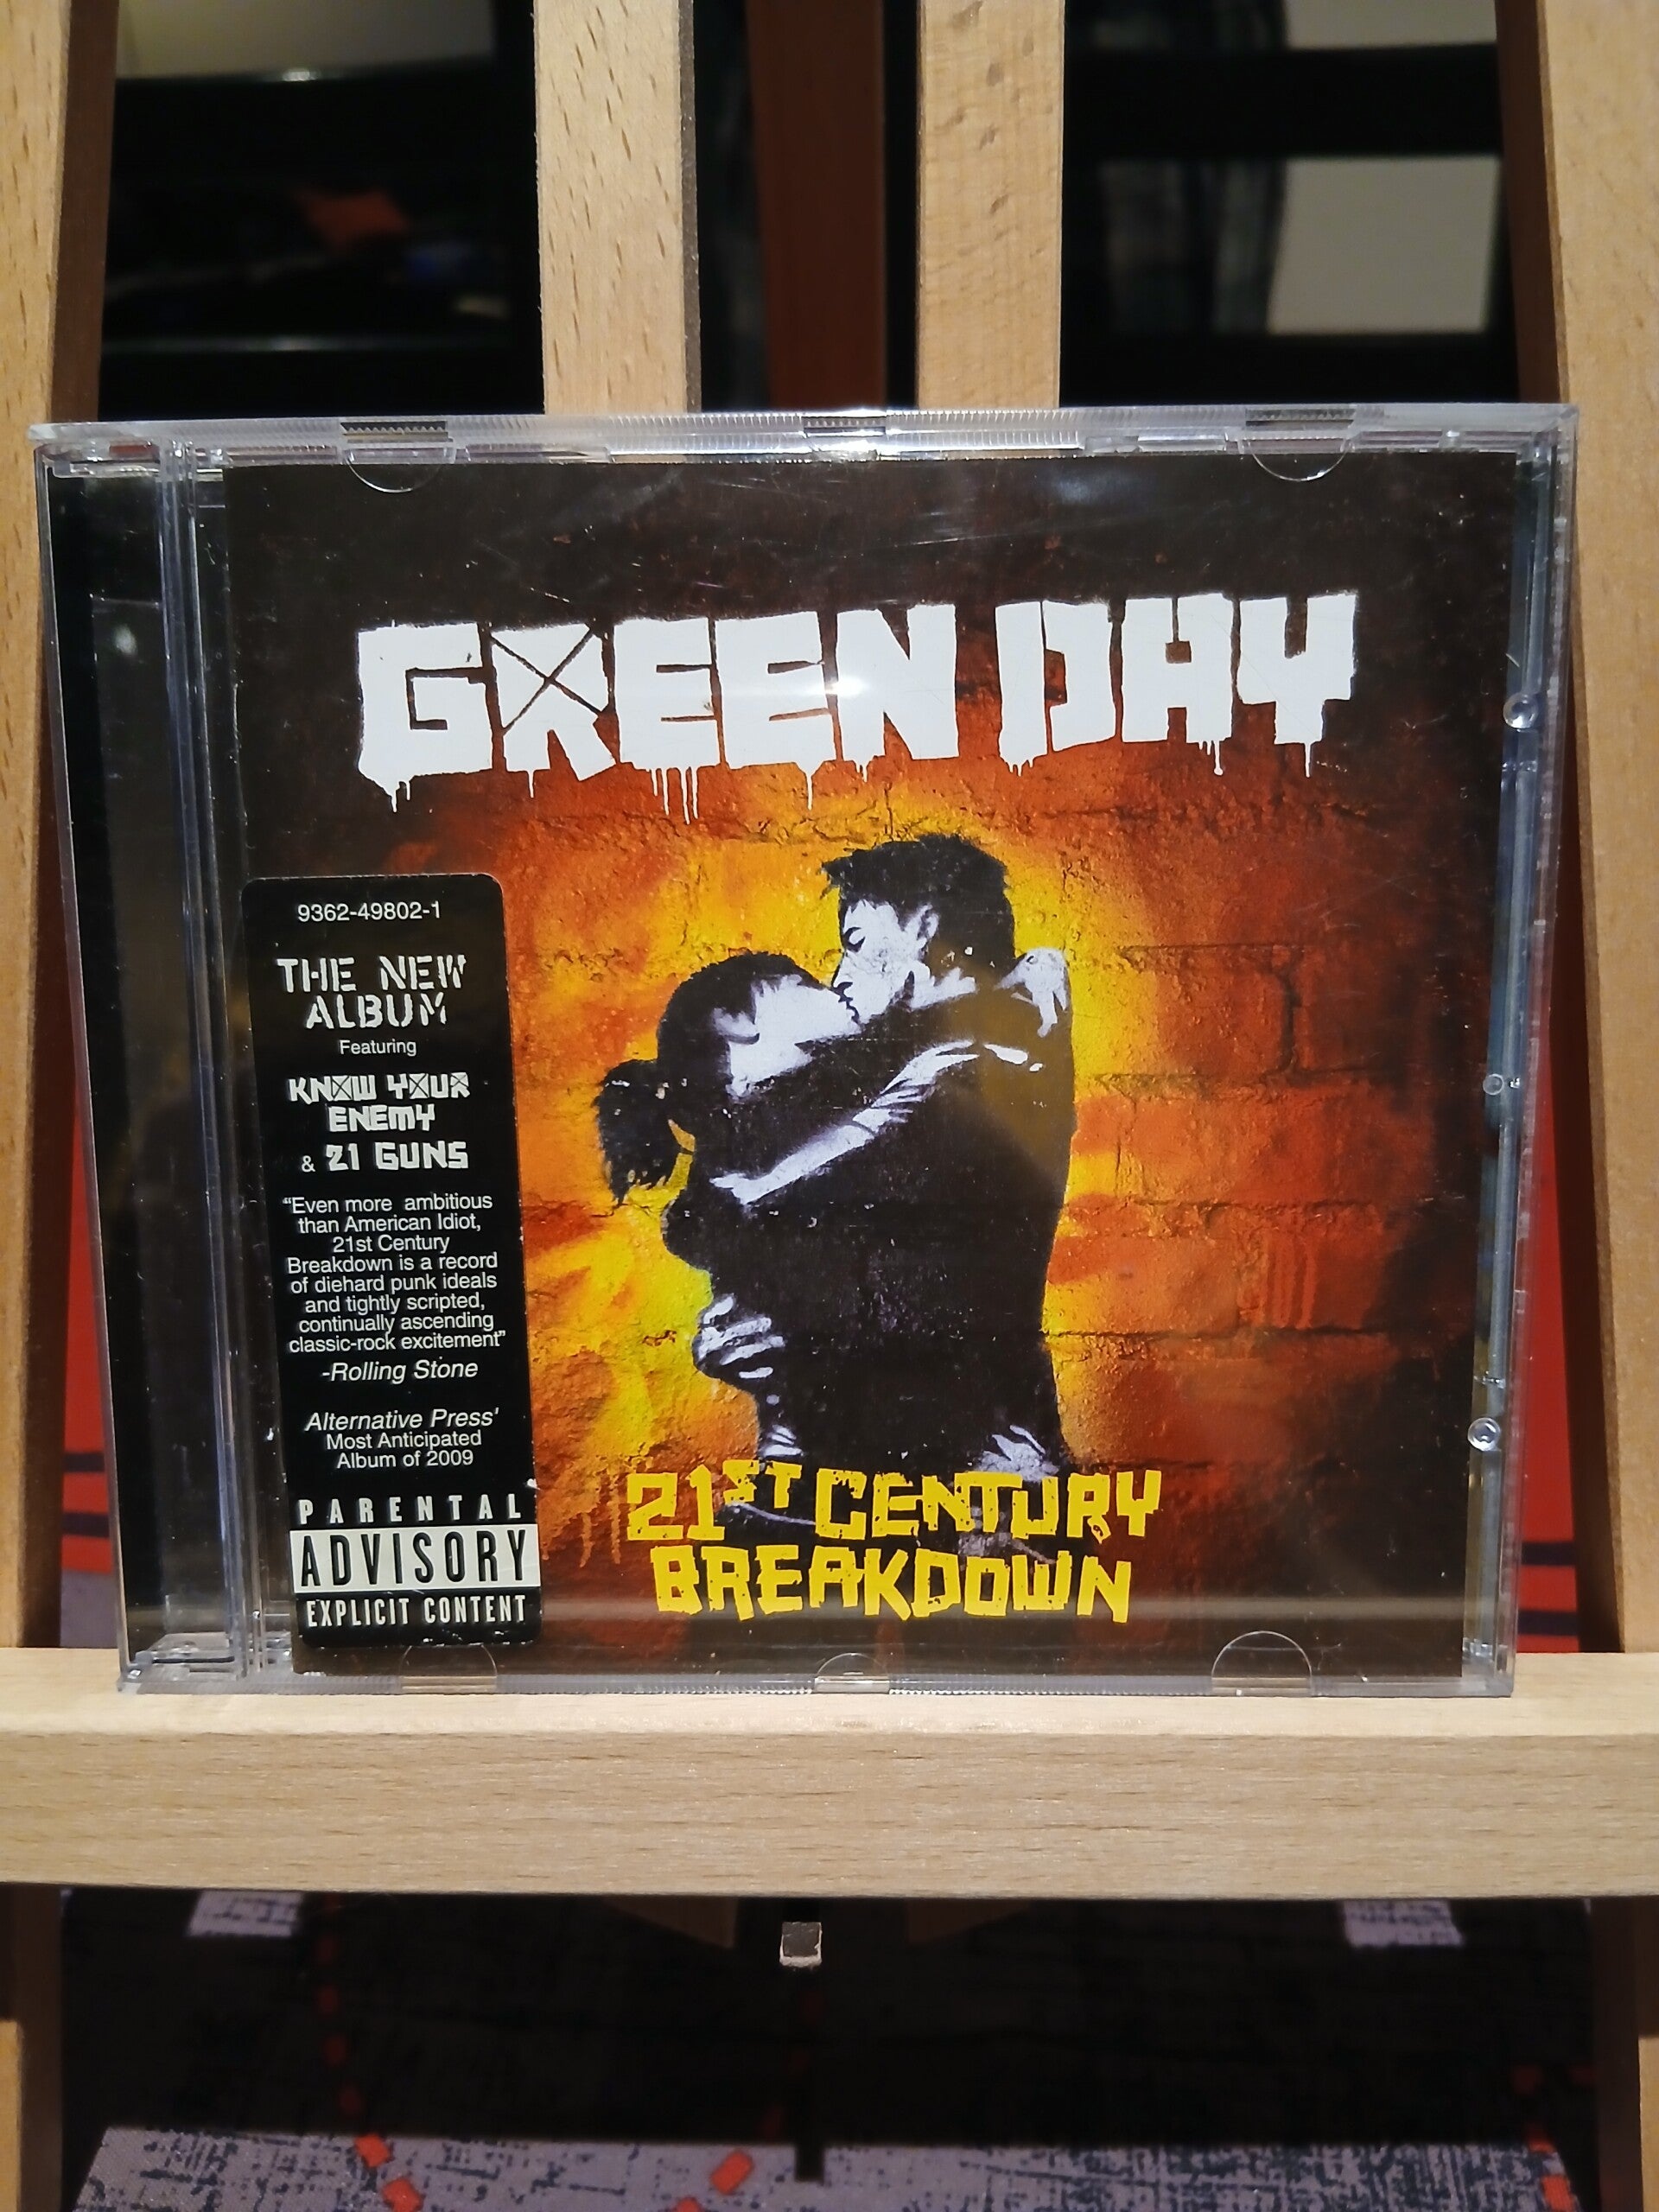 GREEN DAY
9362-49802-1
THE NEW
ALBUM
Featuring
KNOW YOUR
ENEMY
& 21 GUNS
“Even more ambitious
than American Idiot,
21st Century
Breakdown is a record
of diehard punk ideals
and tightly scripted,
continually ascending
classic-rock excitement”
-Rolling Stone
Alternative Press'
Most Anticipated
Album of 2009
PARENTAL
ADVISORY
EXPLICIT CONTENT
21ST CENTURY
BREAKDOWN